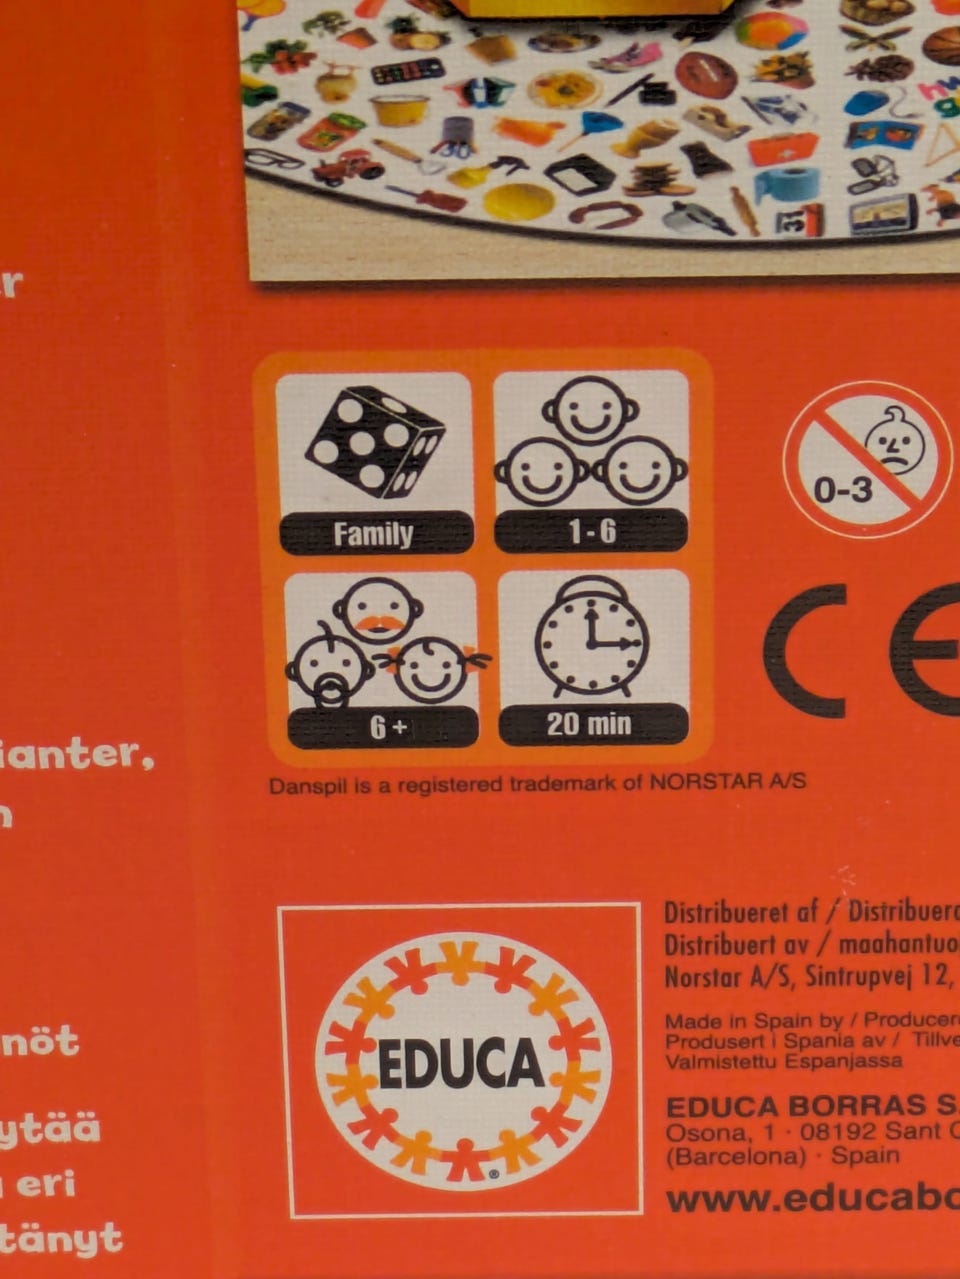 Family
1-6
6+
20 min
0-3
CE
Danspil is a registered trademark of NORSTAR A/S
ianter,
nöt
ytää
eri
tänyt
EDUCA
®
Distribueret af / Distribuera
Distribuert av / maahantuo
Norstar A/S, Sintrupvej 12,
Made in Spain by / Producer
Produsert i Spania av / Tillve
Valmistettu Espanjassa
EDUCA BORRAS S.
Osona, 1 · 08192 Sant C
(Barcelona) · Spain
www.educabo